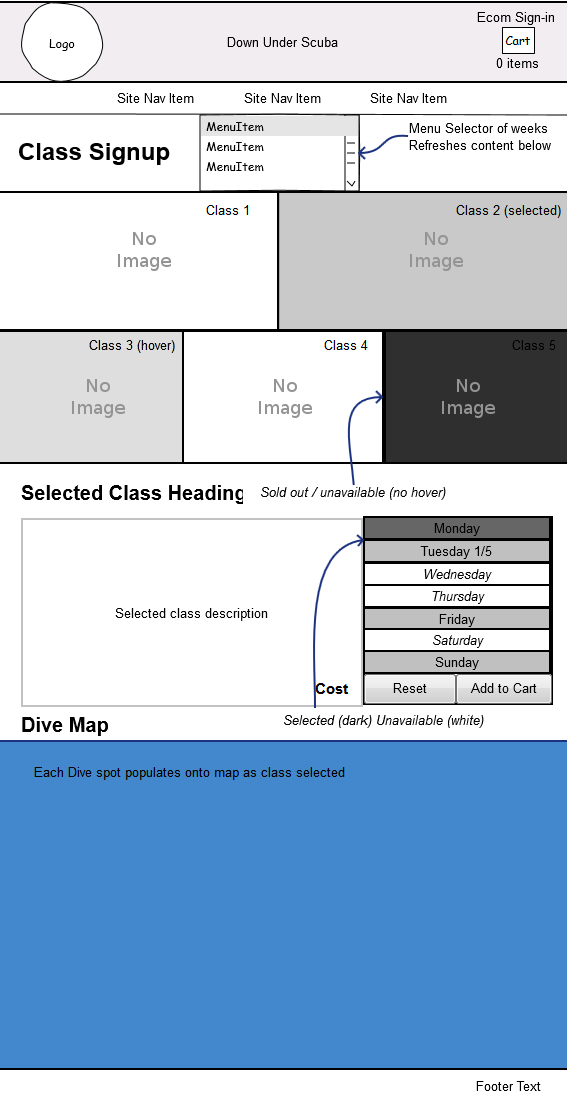 Ecom Sign-in
Logo
Down Under Scuba
Cart
0 items
Site Nav Item
Site Nav Item
Site Nav Item
Class Signup
MenuItem
MenuItem
MenuItem
Menu Selector of weeks
Refreshes content below
Class 1
No
Image
Class 2 (selected)
No
Image
Class 3 (hover)
No
Image
Class 4
No
Image
Class 5
No
Image
Selected Class Heading
Sold out / unavailable (no hover)
Selected class description
Cost
Monday
Tuesday 1/5
Wednesday
Thursday
Friday
Saturday
Sunday
Reset
Add to Cart
Selected (dark) Unavailable (white)
Dive Map
Each Dive spot populates onto map as class selected
Footer Text